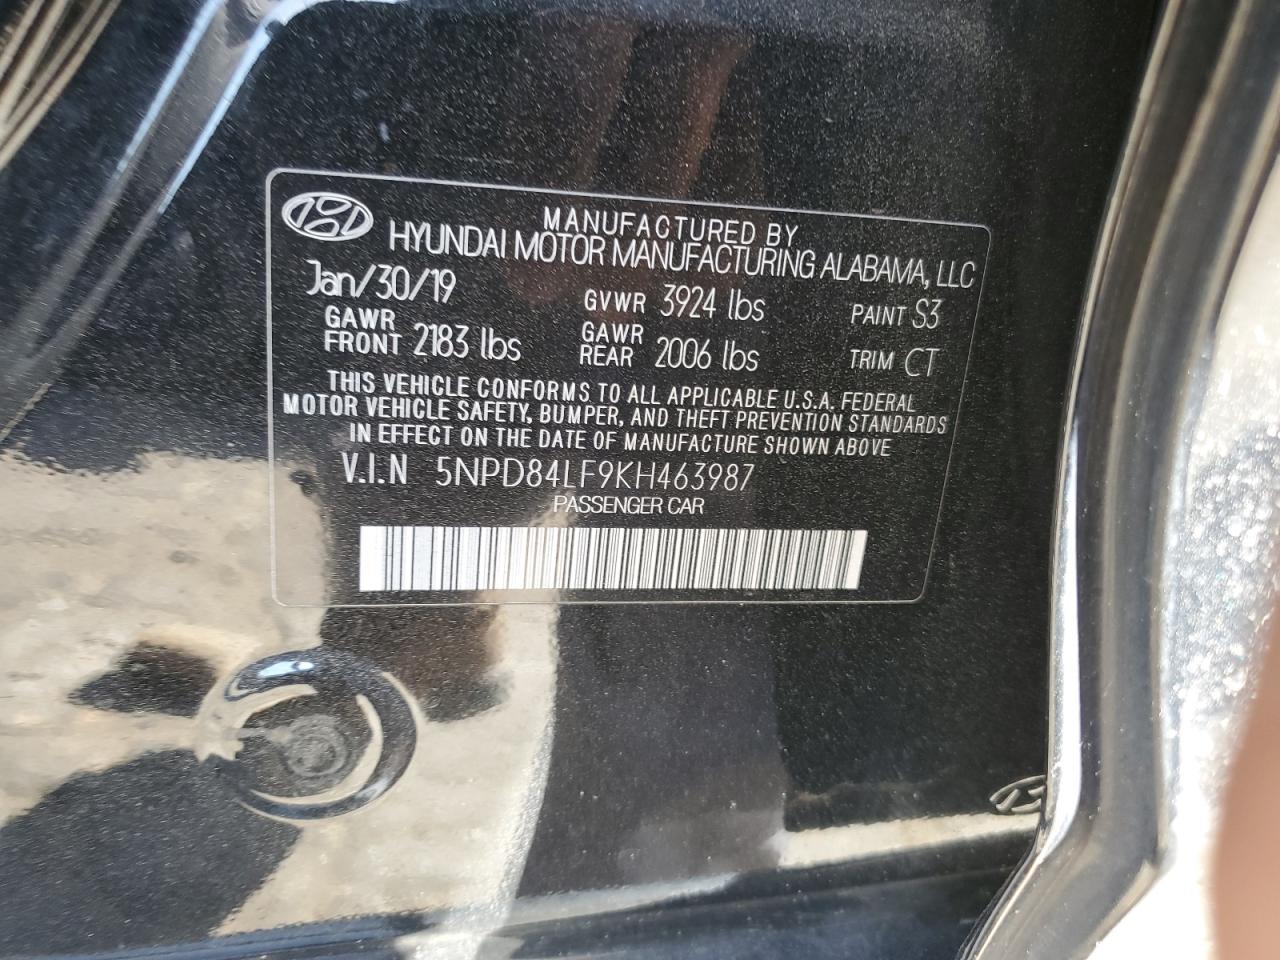 MANUFACTURED BY
HYUNDAI MOTOR MANUFACTURING ALABAMA, LLC
Jan/30/19 GVWR 3924 lbs PAINT S3
GAWR FRONT 2183 lbs GAWR REAR 2006 lbs TRIM CT
THIS VEHICLE CONFORMS TO ALL APPLICABLE U.S.A. FEDERAL
MOTOR VEHICLE SAFETY, BUMPER, AND THEFT PREVENTION STANDARDS
IN EFFECT ON THE DATE OF MANUFACTURE SHOWN ABOVE
V.I.N 5NPD84LF9KH463987
PASSENGER CAR